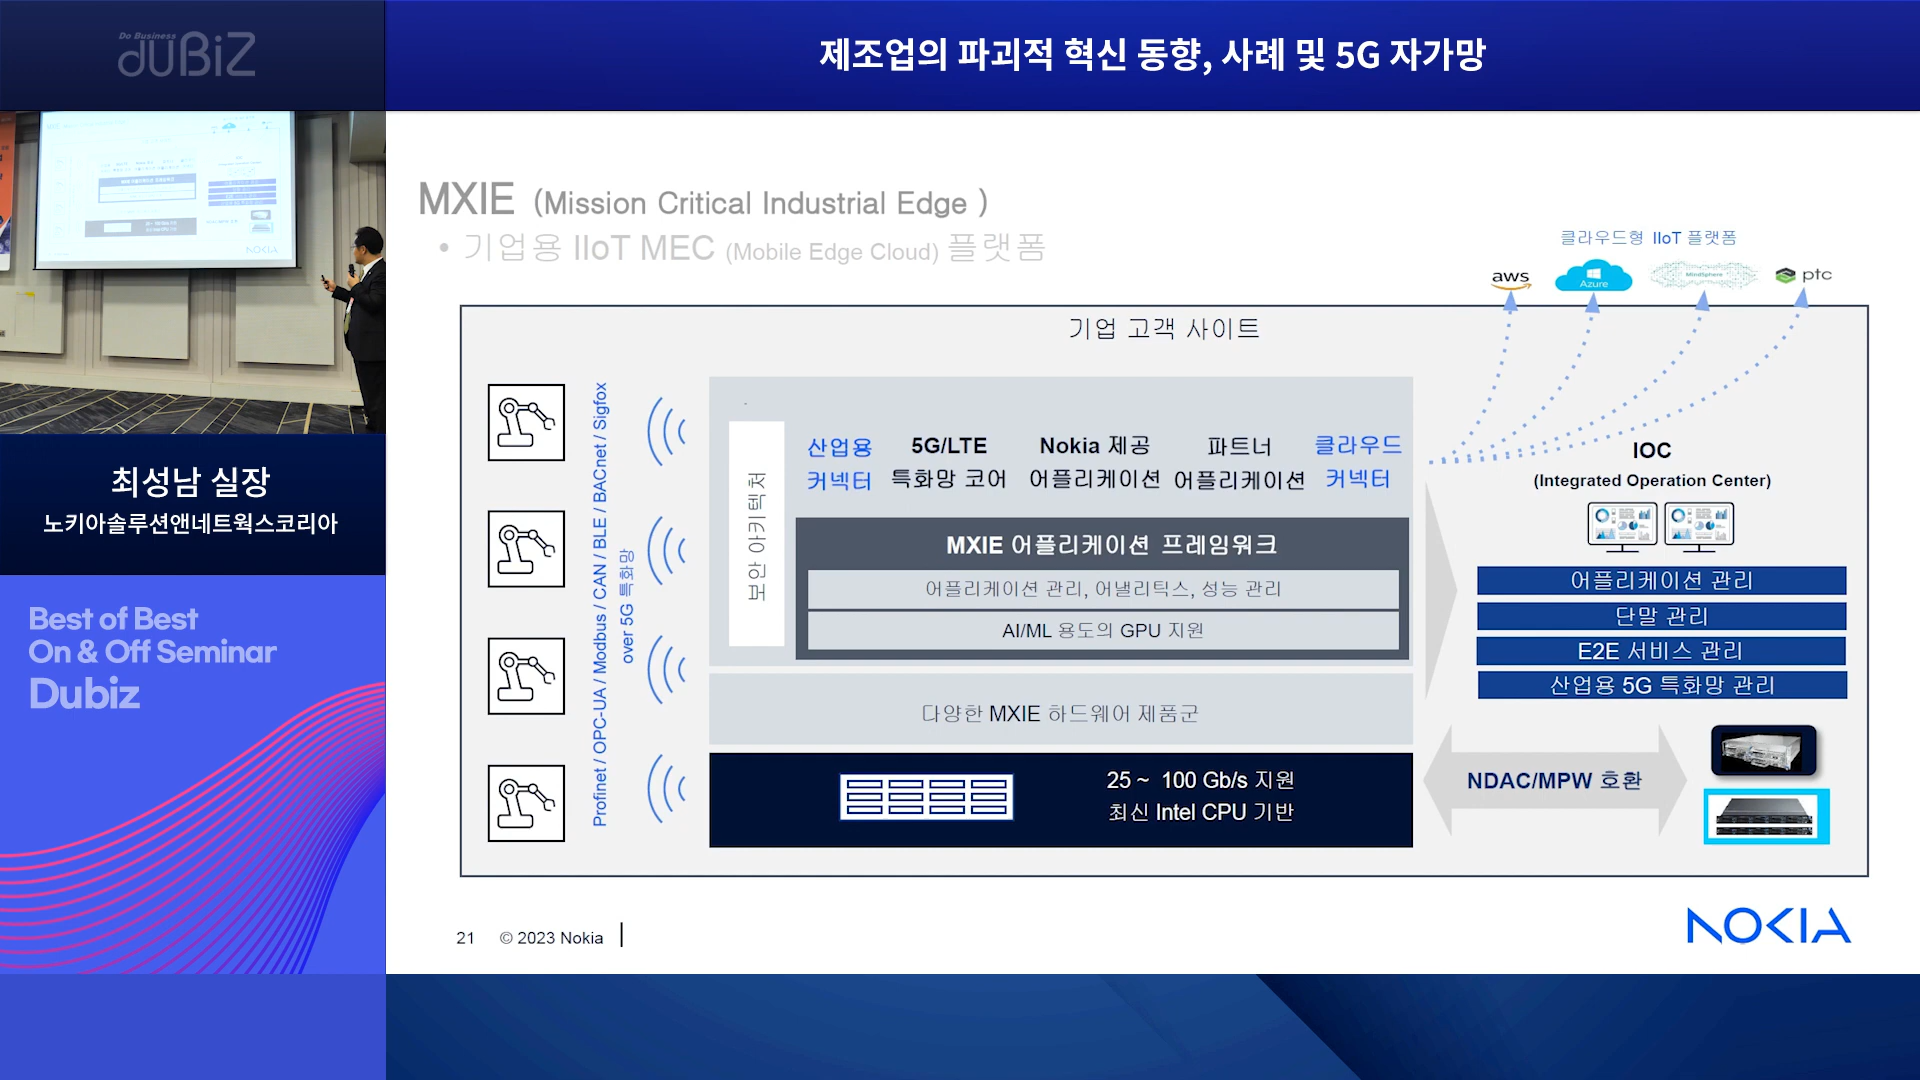 Do Business
duBiz
제조업의 파괴적 혁신 동향, 사례 및 5G 자가망
최성남 실장
노키아솔루션앤네트웍스코리아
Best of Best
On & Off Seminar
Dubiz
MXIE (Mission Critical Industrial Edge )
• 기업용 IIoT MEC (Mobile Edge Cloud) 플랫폼
클라우드형 IIoT 플랫폼
aws
Azure
MindSphere
ptc
기업 고객 사이트
Profinet / OPC-UA / Modbus / CAN / BLE / BACnet / Sigfox
over 5G 특화망
보안 아키텍처
산업용
커넥터
5G/LTE
특화망 코어
Nokia 제공
어플리케이션
파트너
어플리케이션
클라우드
커넥터
MXIE 어플리케이션 프레임워크
어플리케이션 관리, 어낼리틱스, 성능 관리
AI/ML 용도의 GPU 지원
다양한 MXIE 하드웨어 제품군
25 ~ 100 Gb/s 지원
최신 Intel CPU 기반
IOC
(Integrated Operation Center)
어플리케이션 관리
단말 관리
E2E 서비스 관리
산업용 5G 특화망 관리
NDAC/MPW 호환
21 © 2023 Nokia
NOKIA